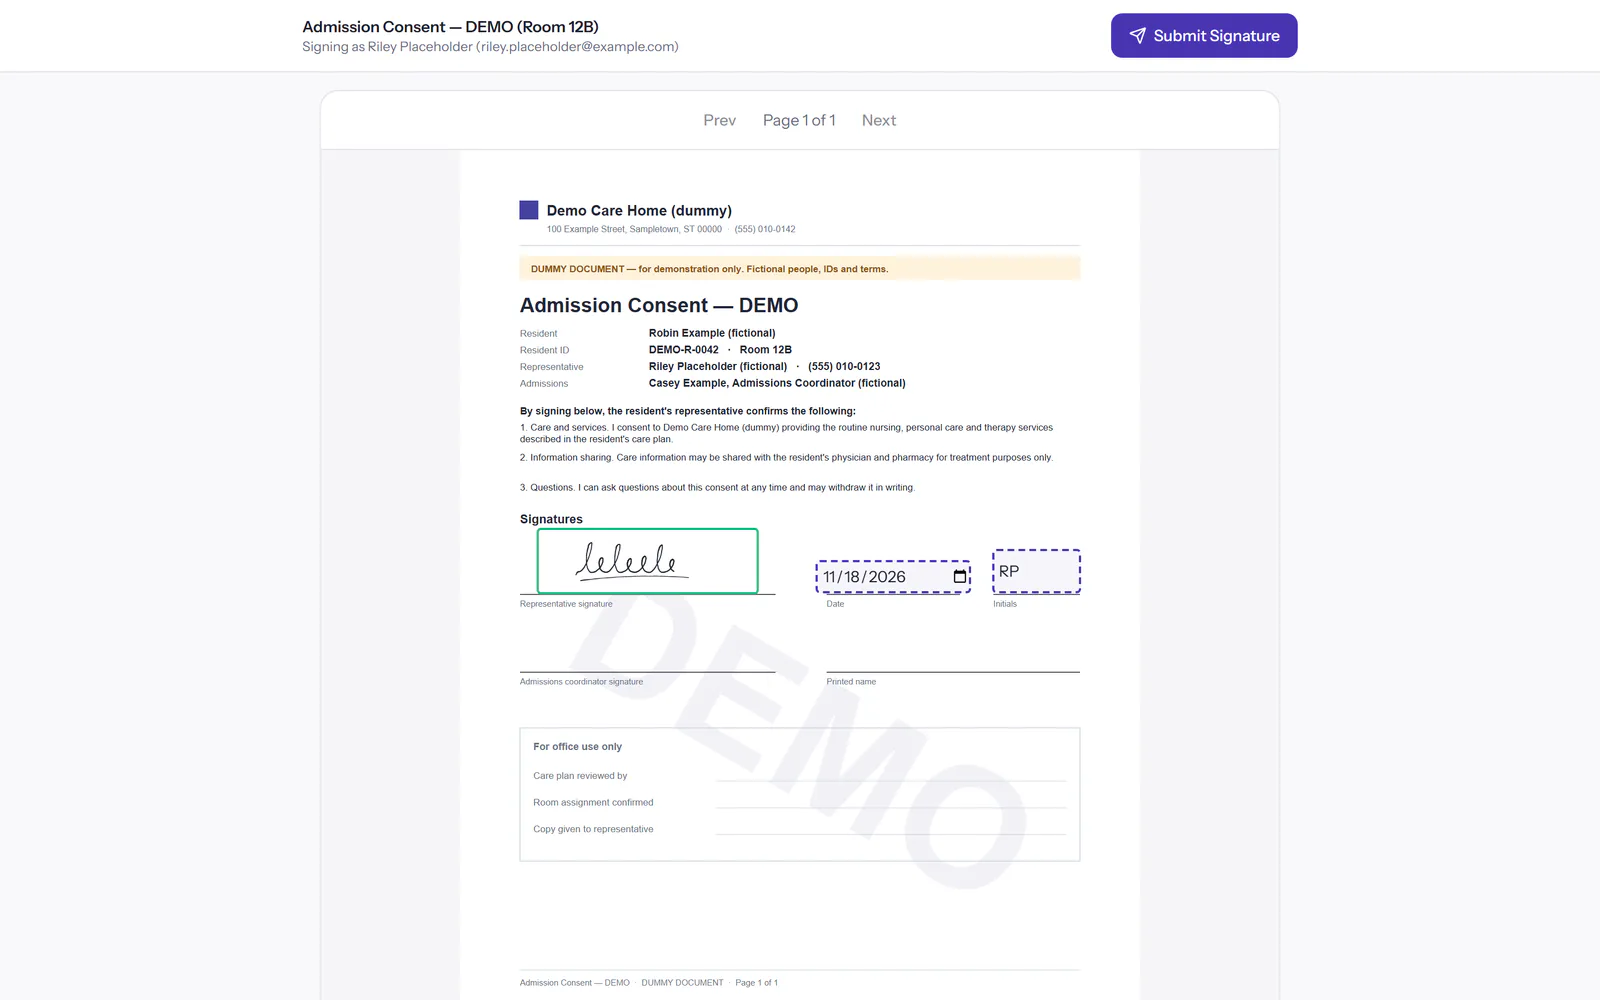 Admission Consent — DEMO (Room 12B)
Signing as Riley Placeholder (riley.placeholder@example.com)
Submit Signature
Prev Page 1 of 1 Next
Demo Care Home (dummy)
100 Example Street, Sampletown, ST 00000 · (555) 010-0142
DUMMY DOCUMENT — for demonstration only. Fictional people, IDs and terms.
Admission Consent — DEMO
Resident Robin Example (fictional)
Resident ID DEMO-R-0042 · Room 12B
Representative Riley Placeholder (fictional) · (555) 010-0123
Admissions Casey Example, Admissions Coordinator (fictional)
By signing below, the resident's representative confirms the following:
1. Care and services. I consent to Demo Care Home (dummy) providing the routine nursing, personal care and therapy services
described in the resident's care plan.
2. Information sharing. Care information may be shared with the resident's physician and pharmacy for treatment purposes only.
3. Questions. I can ask questions about this consent at any time and may withdraw it in writing.
Signatures
11/18/2026 RP
Representative signature Date Initials
Admissions coordinator signature Printed name
DEMO
For office use only
Care plan reviewed by
Room assignment confirmed
Copy given to representative
Admission Consent — DEMO · DUMMY DOCUMENT · Page 1 of 1